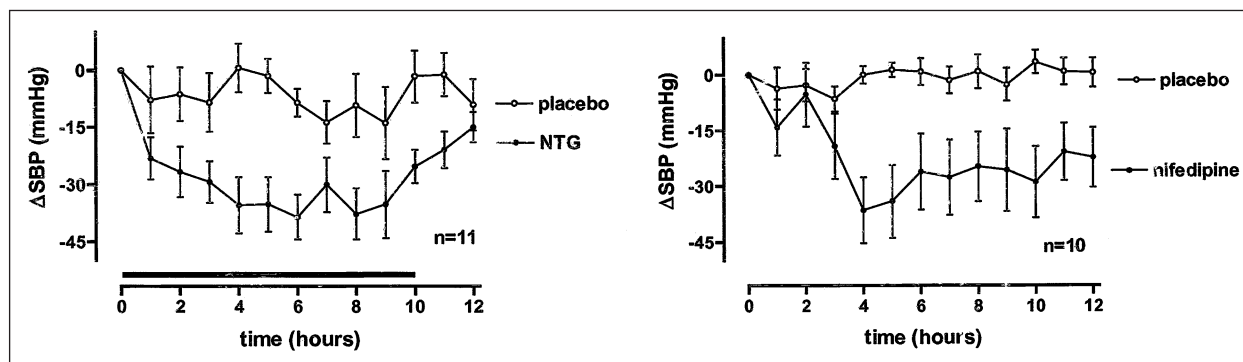 ΔSBP (mmHg)
0
-15
-30
-45
placebo
NTG
n=11
0 2 4 6 8 10 12
time (hours)
ΔSBP (mmHg)
0
-15
-30
-45
placebo
nifedipine
n=10
0 2 4 6 8 10 12
time (hours)